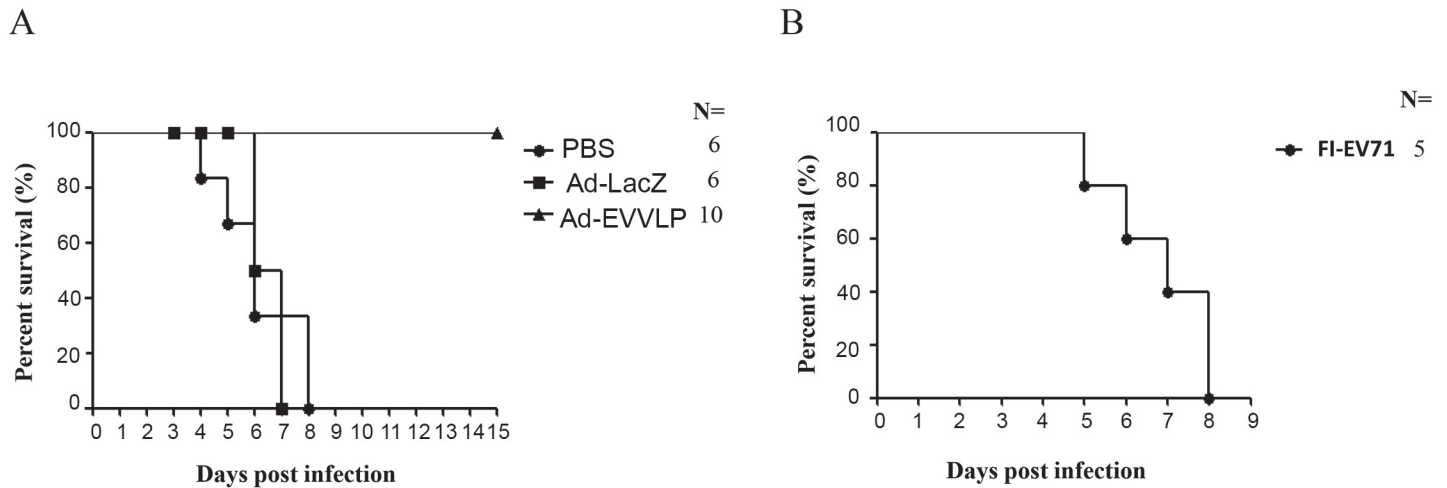 A
N=
PBS 6
Ad-LacZ 6
Ad-EVVLP 10
Percent survival (%)
100
80
60
40
20
0
0 1 2 3 4 5 6 7 8 9 10 11 12 13 14 15
Days post infection
B
N=
FI-EV71 5
Percent survival (%)
100
80
60
40
20
0
0 1 2 3 4 5 6 7 8 9
Days post infection